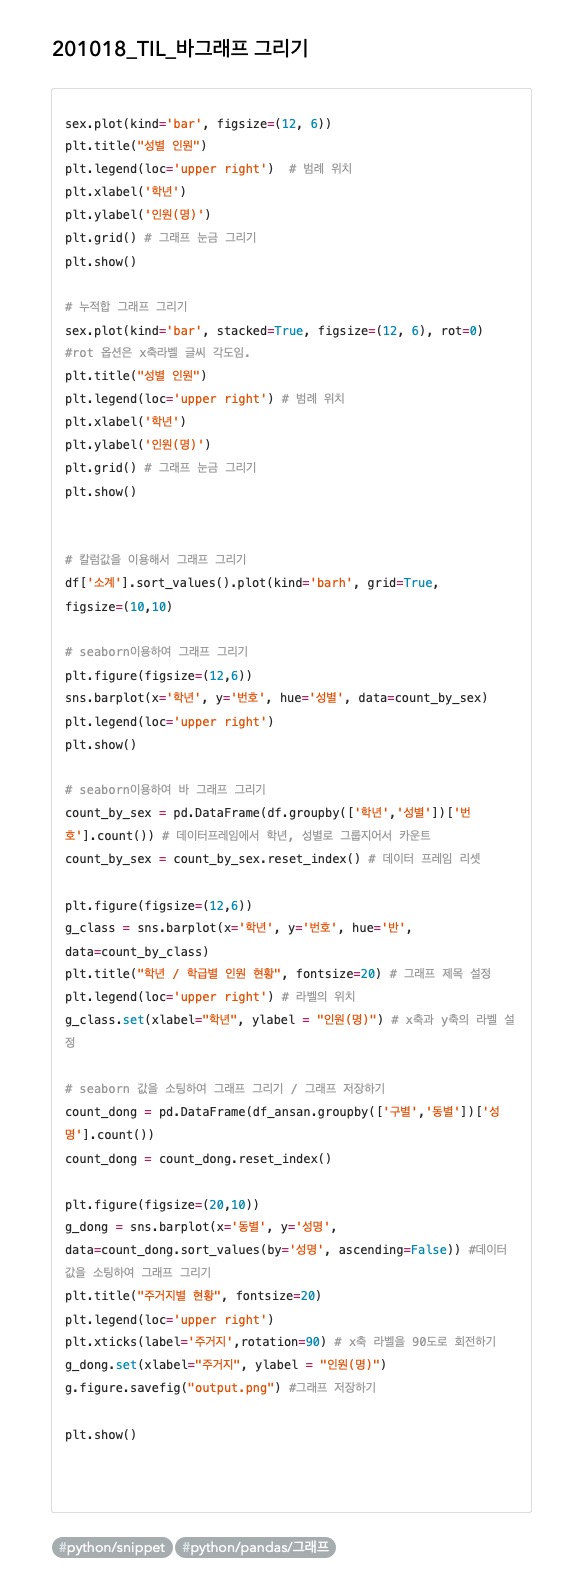 201018_TIL_바그래프 그리기
sex.plot(kind='bar', figsize=(12, 6))
plt.title("성별 인원")
plt.legend(loc='upper right')  # 범례 위치
plt.xlabel('학년')
plt.ylabel('인원(명)')
plt.grid() # 그래프 눈금 그리기
plt.show()
# 누적합 그래프 그리기
sex.plot(kind='bar', stacked=True, figsize=(12, 6), rot=0)
#rot 옵션은 x축라벨 글씨 각도임.
plt.title("성별 인원")
plt.legend(loc='upper right') # 범례 위치
plt.xlabel('학년')
plt.ylabel('인원(명)')
plt.grid() # 그래프 눈금 그리기
plt.show()
# 칼럼값을 이용해서 그래프 그리기
df['소계'].sort_values().plot(kind='barh', grid=True,
figsize=(10,10)
# seaborn이용하여 그래프 그리기
plt.figure(figsize=(12,6))
sns.barplot(x='학년', y='번호', hue='성별', data=count_by_sex)
plt.legend(loc='upper right')
plt.show()
# seaborn이용하여 바 그래프 그리기
count_by_sex = pd.DataFrame(df.groupby(['학년','성별'])['번
호'].count()) # 데이터프레임에서 학년, 성별로 그룹지어서 카운트
count_by_sex = count_by_sex.reset_index() # 데이터 프레임 리셋
plt.figure(figsize=(12,6))
g_class = sns.barplot(x='학년', y='번호', hue='반',
data=count_by_class)
plt.title("학년 / 학급별 인원 현황", fontsize=20) # 그래프 제목 설정
plt.legend(loc='upper right') # 라벨의 위치
g_class.set(xlabel="학년", ylabel = "인원(명)") # x축과 y축의 라벨 설
정
# seaborn 값을 소팅하여 그래프 그리기 / 그래프 저장하기
count_dong = pd.DataFrame(df_ansan.groupby(['구별','동별'])['성
명'].count())
count_dong = count_dong.reset_index()
plt.figure(figsize=(20,10))
g_dong = sns.barplot(x='동별', y='성명',
data=count_dong.sort_values(by='성명', ascending=False)) #데이터
값을 소팅하여 그래프 그리기
plt.title("주거지별 현황", fontsize=20)
plt.legend(loc='upper right')
plt.xticks(label='주거지',rotation=90) # x축 라벨을 90도로 회전하기
g_dong.set(xlabel="주거지", ylabel = "인원(명)")
g.figure.savefig("output.png") #그래프 저장하기
plt.show()
#python/snippet #python/pandas/그래프